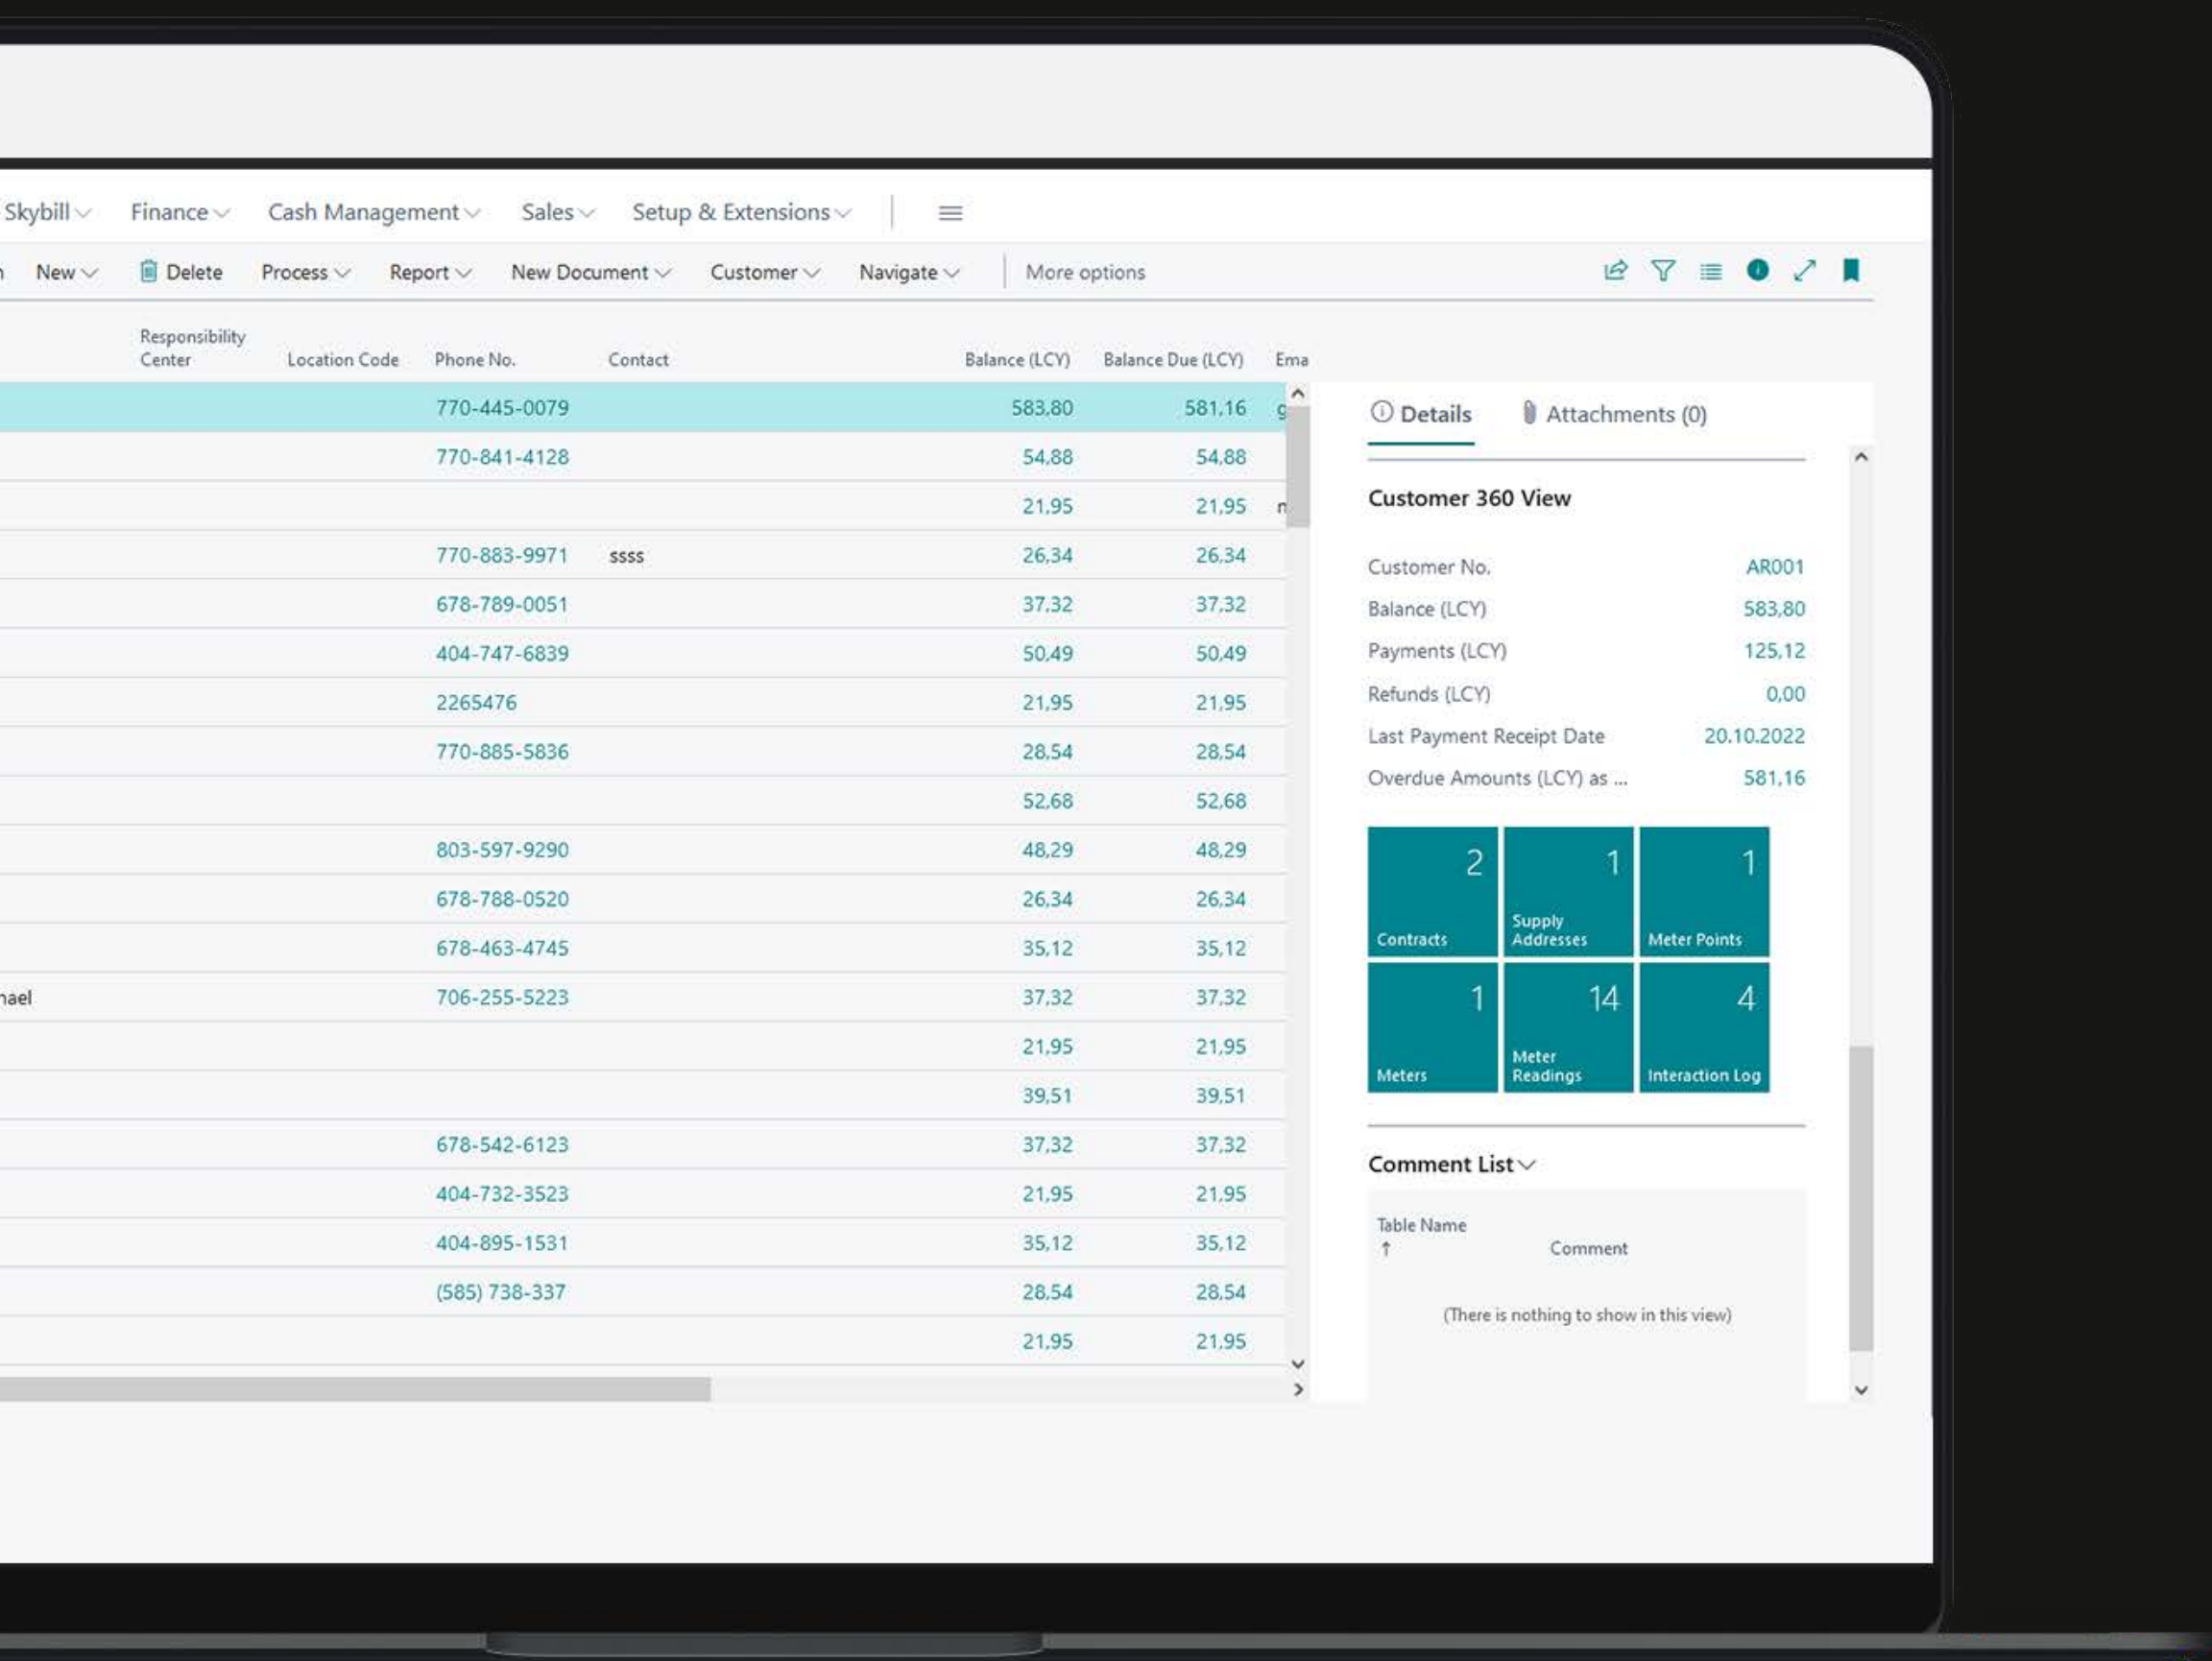 Skybill Finance Cash Management Sales Setup & Extensions
New Delete Process Report New Document Customer Navigate More options
Responsibility
Center Location Code Phone No. Contact Balance (LCY) Balance Due (LCY) Ema
770-445-0079 583,80 581,16 g
770-841-4128 54,88 54,88
21,95 21,95
770-883-9971 ssss 26,34 26,34
678-789-0051 37,32 37,32
404-747-6839 50,49 50,49
2265476 21,95 21,95
770-885-5836 28,54 28,54
52,68 52,68
803-597-9290 48,29 48,29
678-788-0520 26,34 26,34
678-463-4745 35,12 35,12
hael 706-255-5223 37,32 37,32
21,95 21,95
39,51 39,51
678-542-6123 37,32 37,32
404-732-3523 21,95 21,95
404-895-1531 35,12 35,12
(585) 738-337 28,54 28,54
21,95 21,95
Details Attachments (0)
Customer 360 View
Customer No. AR001
Balance (LCY) 583,80
Payments (LCY) 125,12
Refunds (LCY) 0,00
Last Payment Receipt Date 20.10.2022
Overdue Amounts (LCY) as ... 581,16
2
Contracts
1
Supply
Addresses
1
Meter Points
1
Meters
14
Meter
Readings
4
Interaction Log
Comment List
Table Name
↑ Comment
(There is nothing to show in this view)